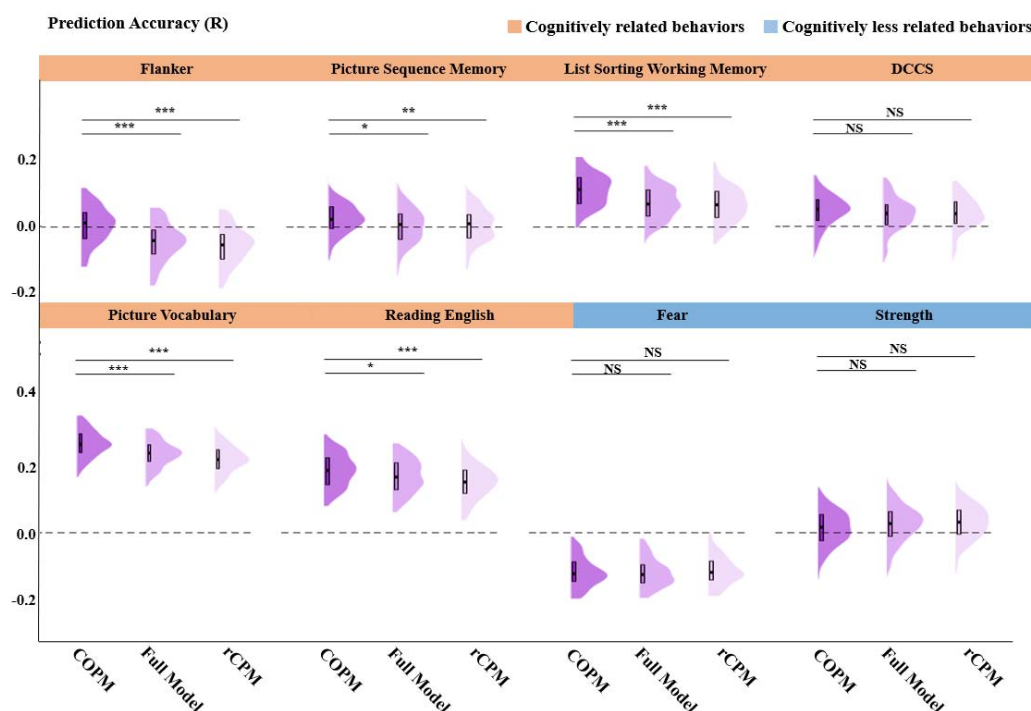 Prediction Accuracy (R)
Cognitively related behaviors Cognitively less related behaviors
Flanker Picture Sequence Memory List Sorting Working Memory DCCS
*** ** *** NS
*** * *** NS
0.2
0.0
-0.2
Picture Vocabulary Reading English Fear Strength
*** *** NS NS
*** * NS NS
0.4
0.2
0.0
-0.2
COPM Full Model rCPM COPM Full Model rCPM COPM Full Model rCPM COPM Full Model rCPM